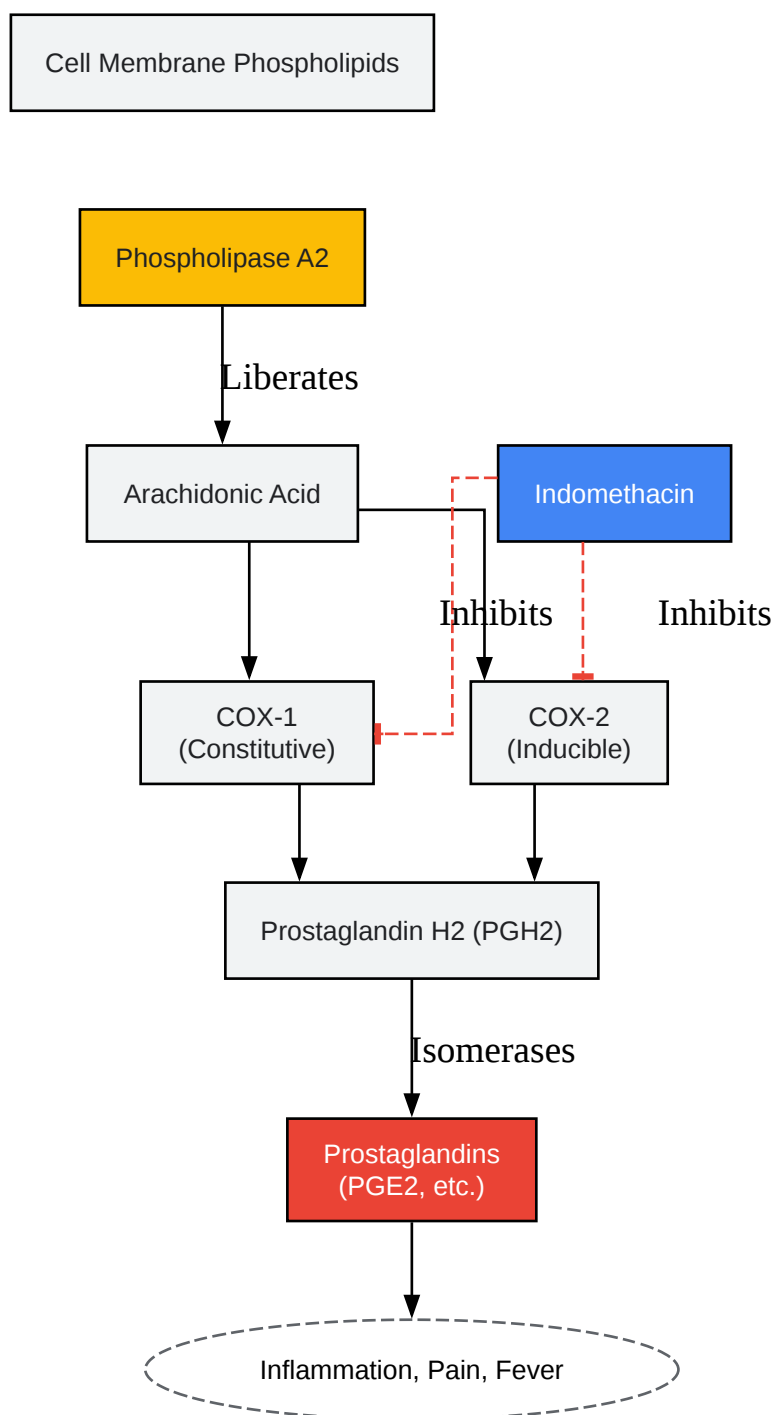 Cell Membrane Phospholipids
Phospholipase A2
Liberates
Arachidonic Acid
Indomethacin
Inhibits
Inhibits
COX-1
(Constitutive)
COX-2
(Inducible)
Prostaglandin H2 (PGH2)
Isomerases
Prostaglandins
(PGE2, etc.)
Inflammation, Pain, Fever